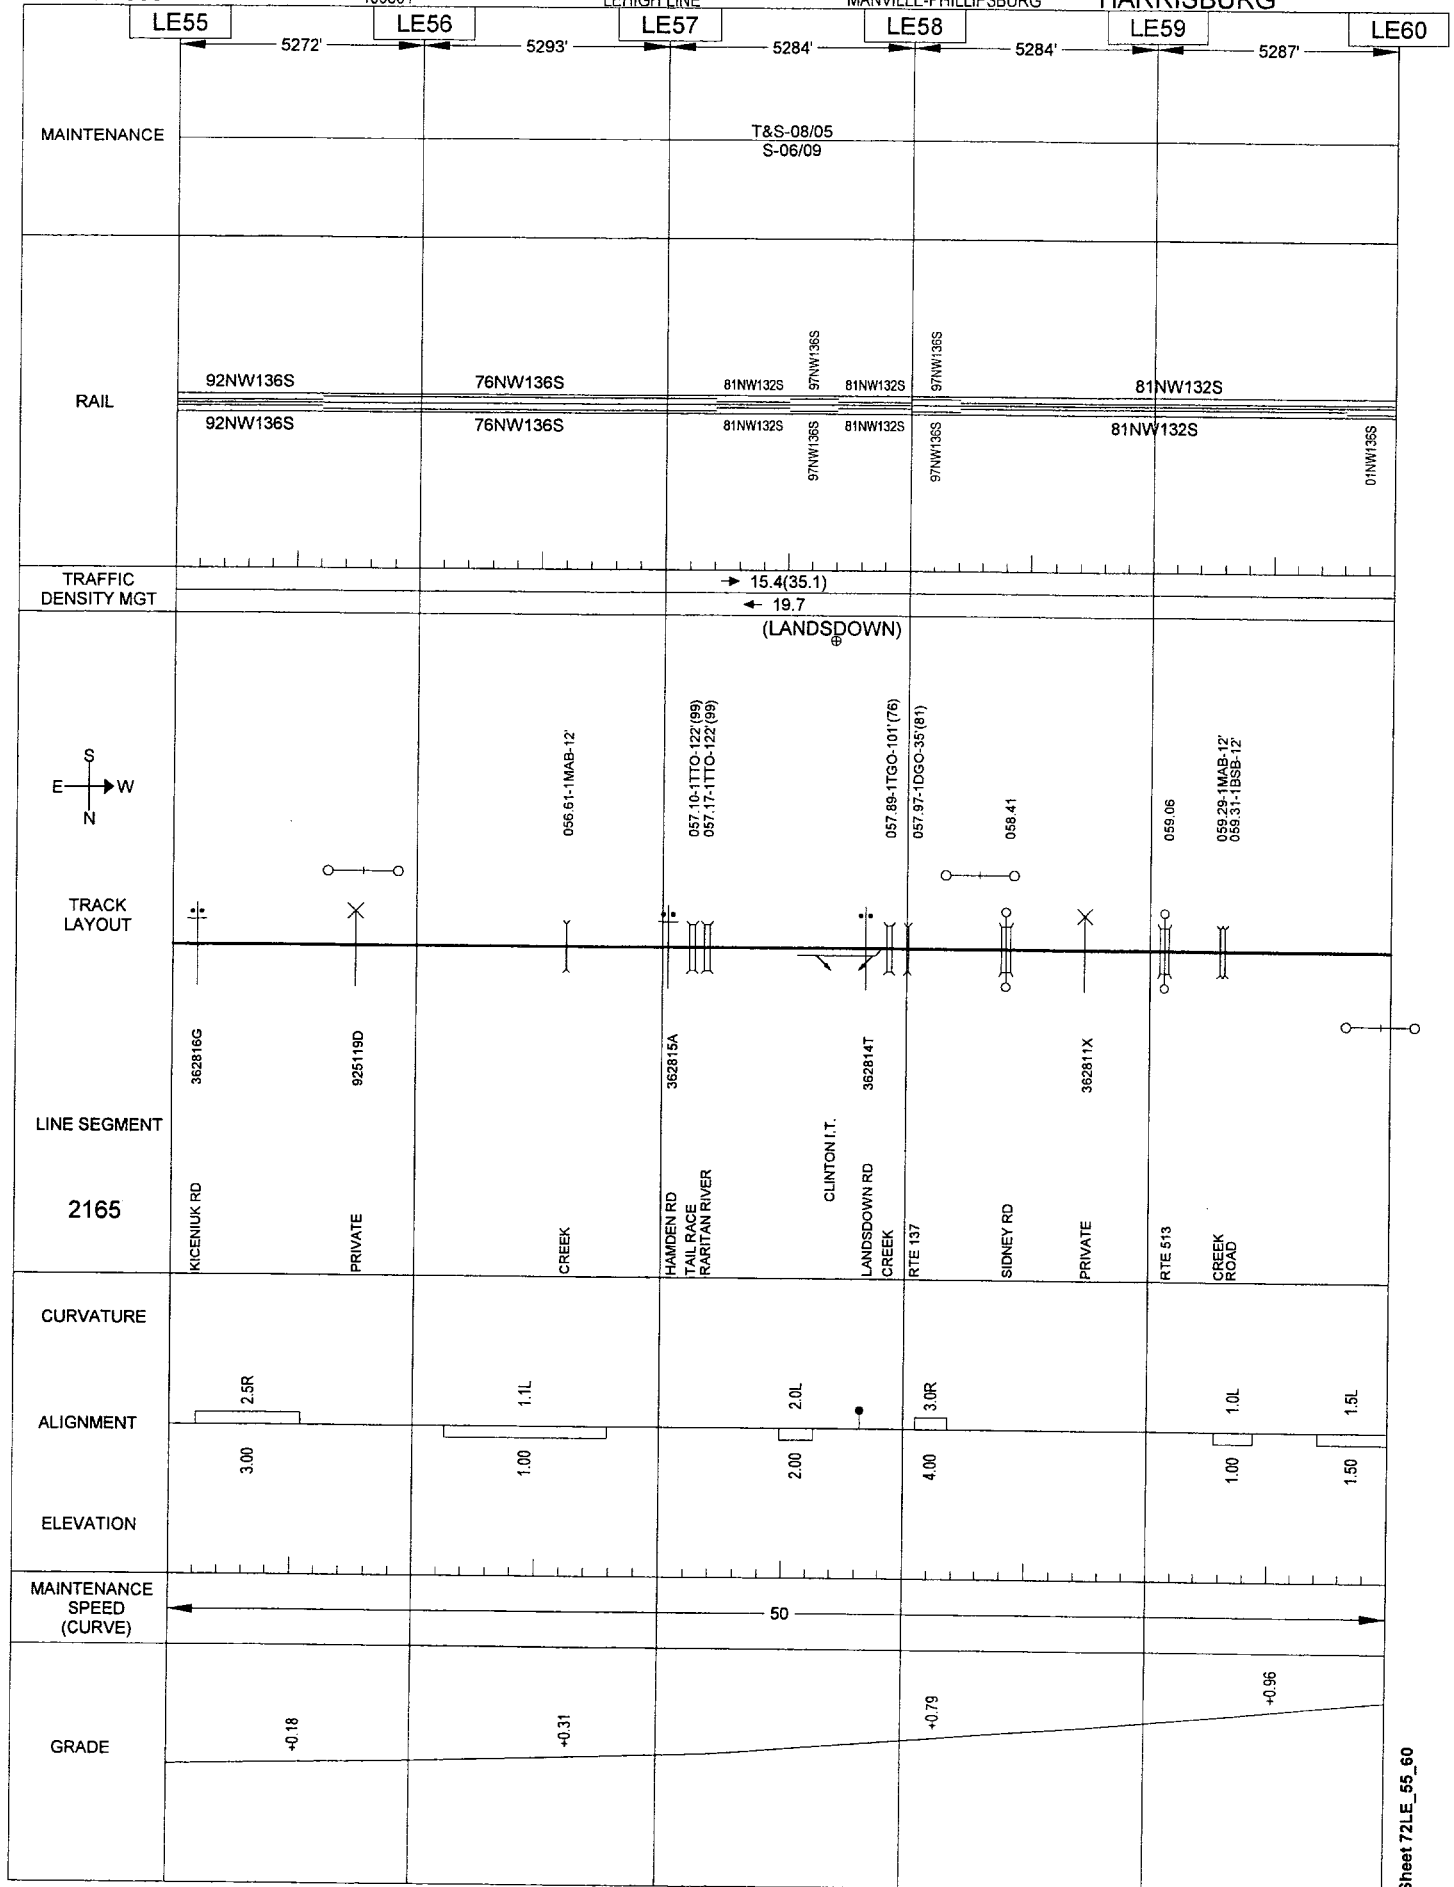 LEHIGH LINE MANVILLE-PHILLIPSBURG HARRISBURG
LE55 LE56 LE57 LE58 LE59 LE60
5272' 5293' 5284' 5284' 5287'
MAINTENANCE
T&S-08/05
S-06/09
RAIL
97NW136S 97NW136S
92NW136S 76NW136S 81NW132S 81NW132S 81NW132S
92NW136S 76NW136S 81NW132S 81NW132S 81NW132S
97NW136S 97NW136S 01NW136S
TRAFFIC
DENSITY MGT
→ 15.4(35.1)
← 19.7
(LANDSDOWN)
S
E W
N
056.61-1MAB-12'
057.10-1TTO-122'(99)
057.17-1TTO-122'(99)
057.89-1TGO-101'(76)
057.97-1DGO-35'(81)
058.41
059.06
059.29-1MAB-12'
059.31-1BSB-12'
TRACK
LAYOUT
362816G
925119D
362815A
362814T
362811X
LINE SEGMENT
2165
KICENIUK RD
PRIVATE
CREEK
HAMDEN RD
TAIL RACE
RARITAN RIVER
CLINTON I.T.
LANDSDOWN RD
CREEK
RTE 137
SIDNEY RD
PRIVATE
RTE 513
CREEK
ROAD
CURVATURE
ALIGNMENT
2.5R 1.1L 2.0L 3.0R 1.0L 1.5L
3.00 1.00 2.00 4.00 1.00 1.50
ELEVATION
MAINTENANCE
SPEED
(CURVE)
50
GRADE
+0.18 +0.31 +0.79 +0.96
Sheet 72LE_55_60